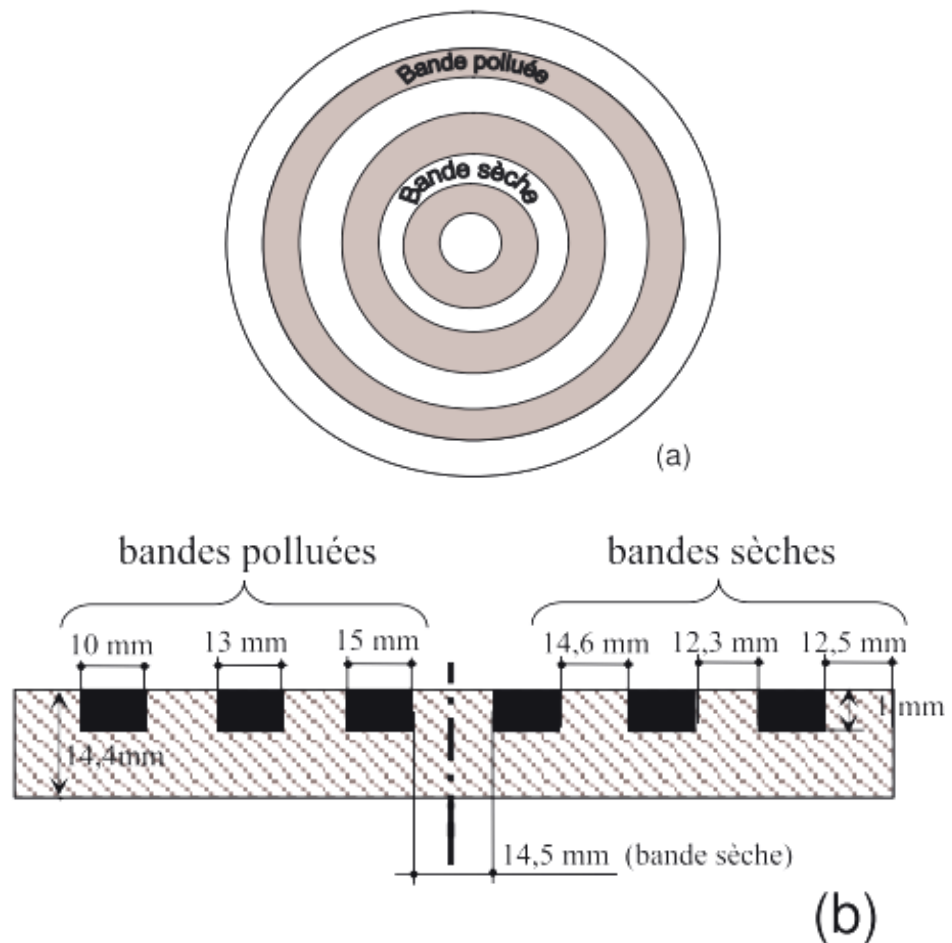 Bande polluée
Bande sèche
(a)
bandes polluées bandes sèches
10 mm 13 mm 15 mm 14,6 mm 12,3 mm 12,5 mm
1 mm
14,4mm
14,5 mm (bande sèche)
(b)